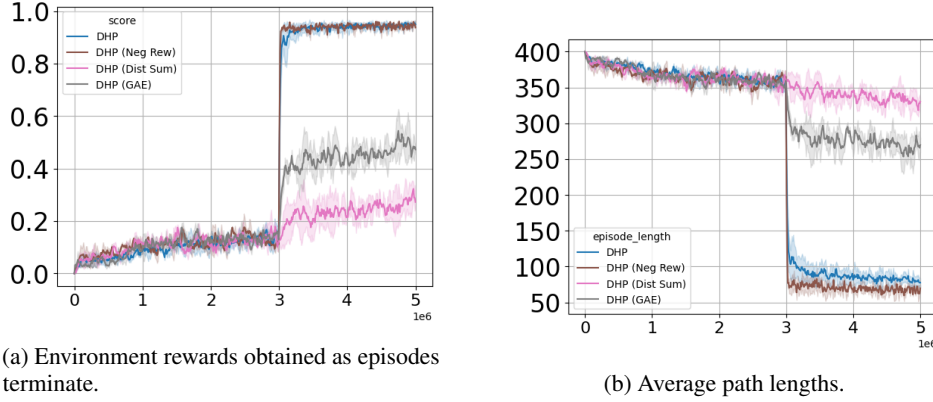 score
DHP
DHP (Neg Rew)
DHP (Dist Sum)
DHP (GAE)
1.0
0.8
0.6
0.4
0.2
0.0
0 1 2 3 4 5
1e6
(a) Environment rewards obtained as episodes
terminate.
400
350
300
250
200
150
100
50
episode_length
DHP
DHP (Neg Rew)
DHP (Dist Sum)
DHP (GAE)
0 1 2 3 4 5
1e6
(b) Average path lengths.